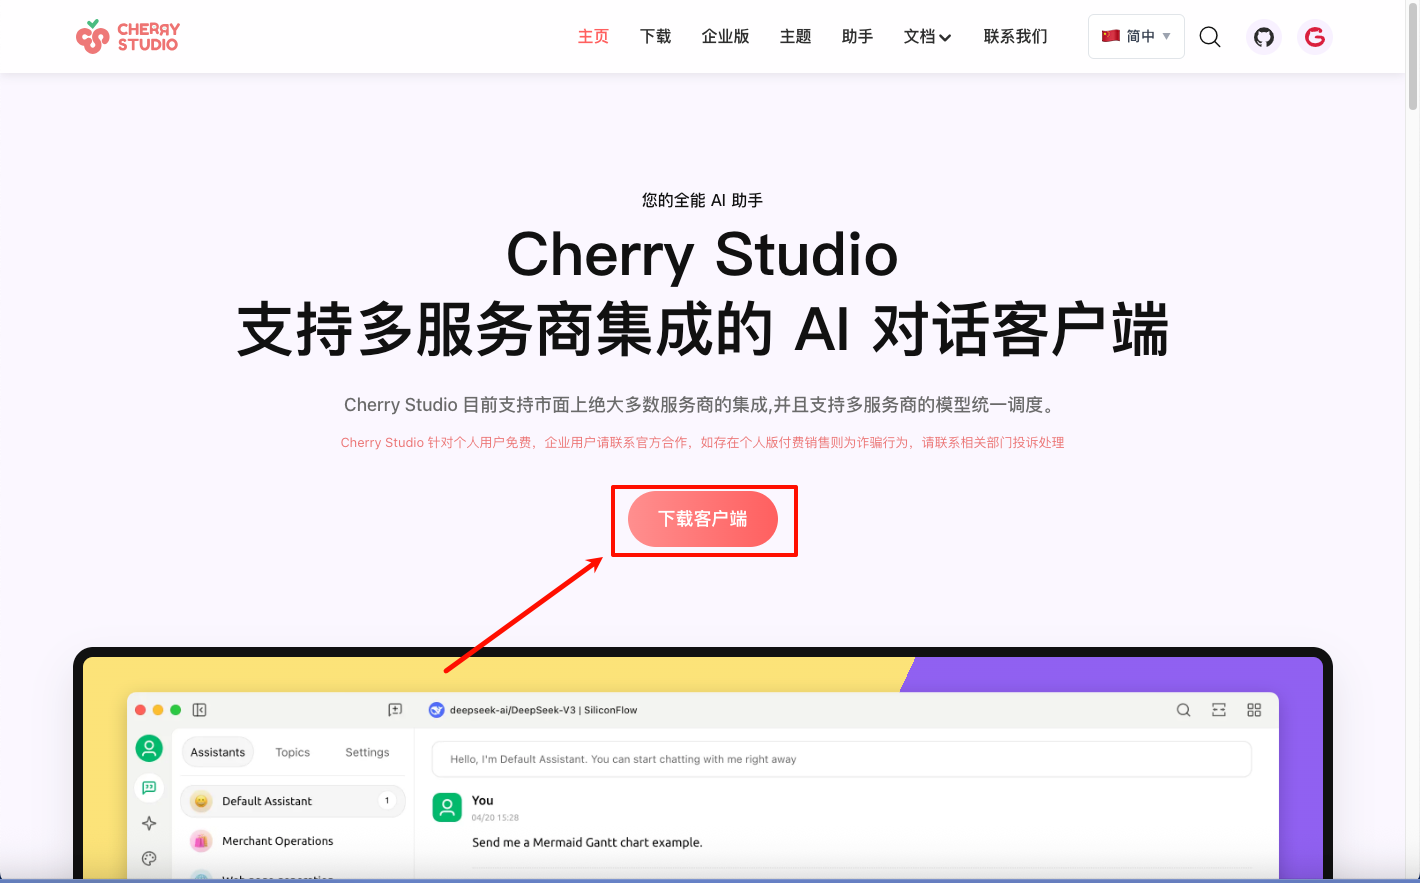 CHERRY
STUDIO
主页
下载
企业版
主题
助手
文档
联系我们
简中
您的全能 AI 助手
Cherry Studio
支持多服务商集成的 AI 对话客户端
Cherry Studio 目前支持市面上绝大多数服务商的集成,并且支持多服务商的模型统一调度。
Cherry Studio 针对个人用户免费，企业用户请联系官方合作，如存在个人版付费销售则为诈骗行为，请联系相关部门投诉处理
下载客户端
deepseek-ai/DeepSeek-V3 | SiliconFlow
Assistants
Topics
Settings
Hello, I'm Default Assistant. You can start chatting with me right away
Default Assistant
1
You
04/20 15:28
Merchant Operations
Send me a Mermaid Gantt chart example.